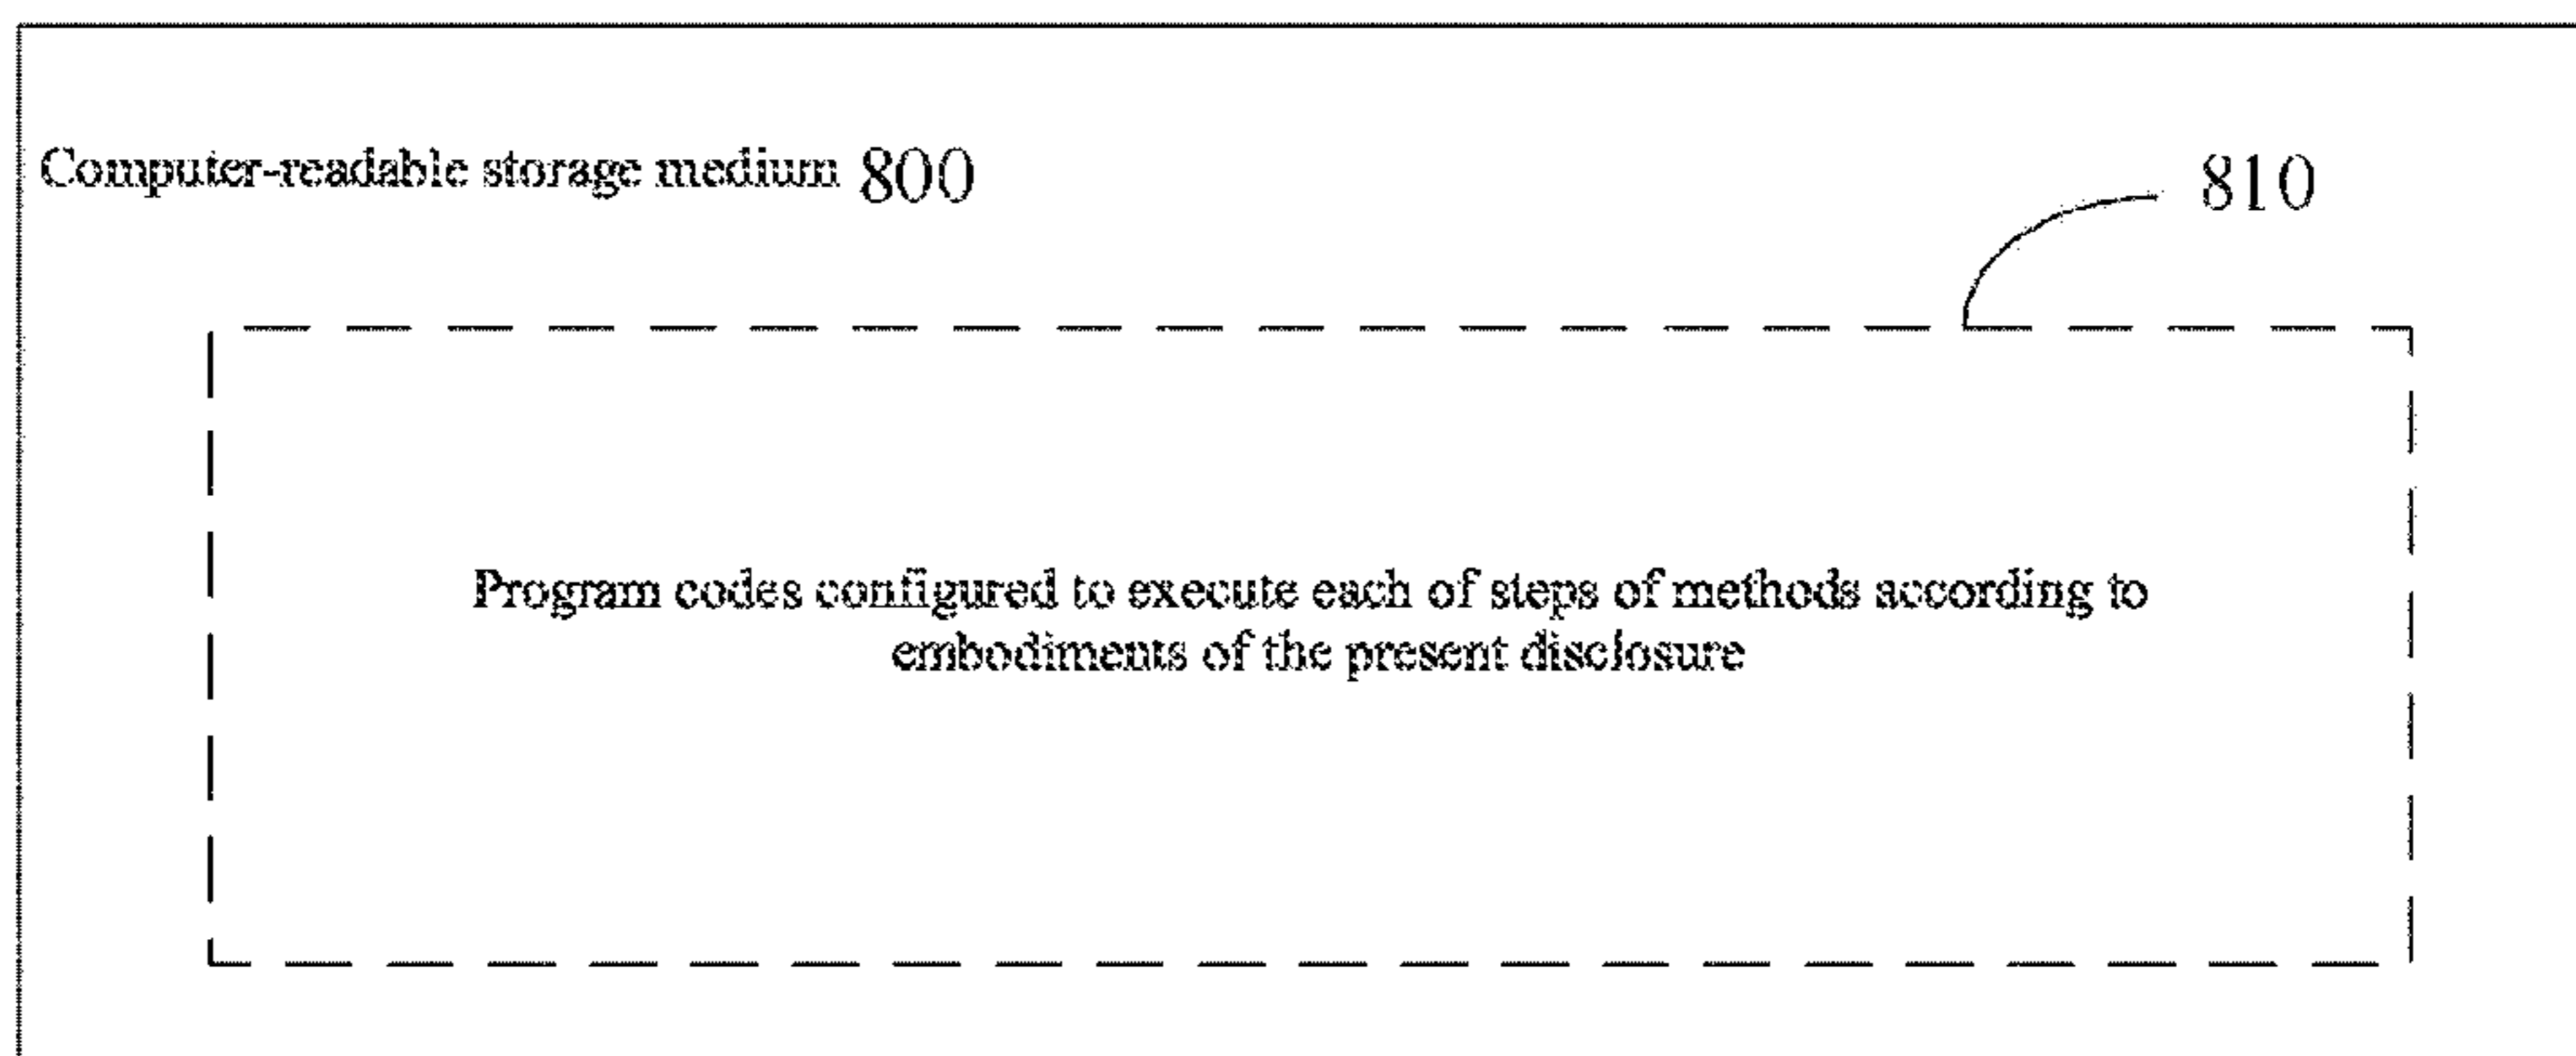 Computer-readable storage medium 800
810
Program codes configured to execute each of steps of methods according to
embodiments of the present disclosure